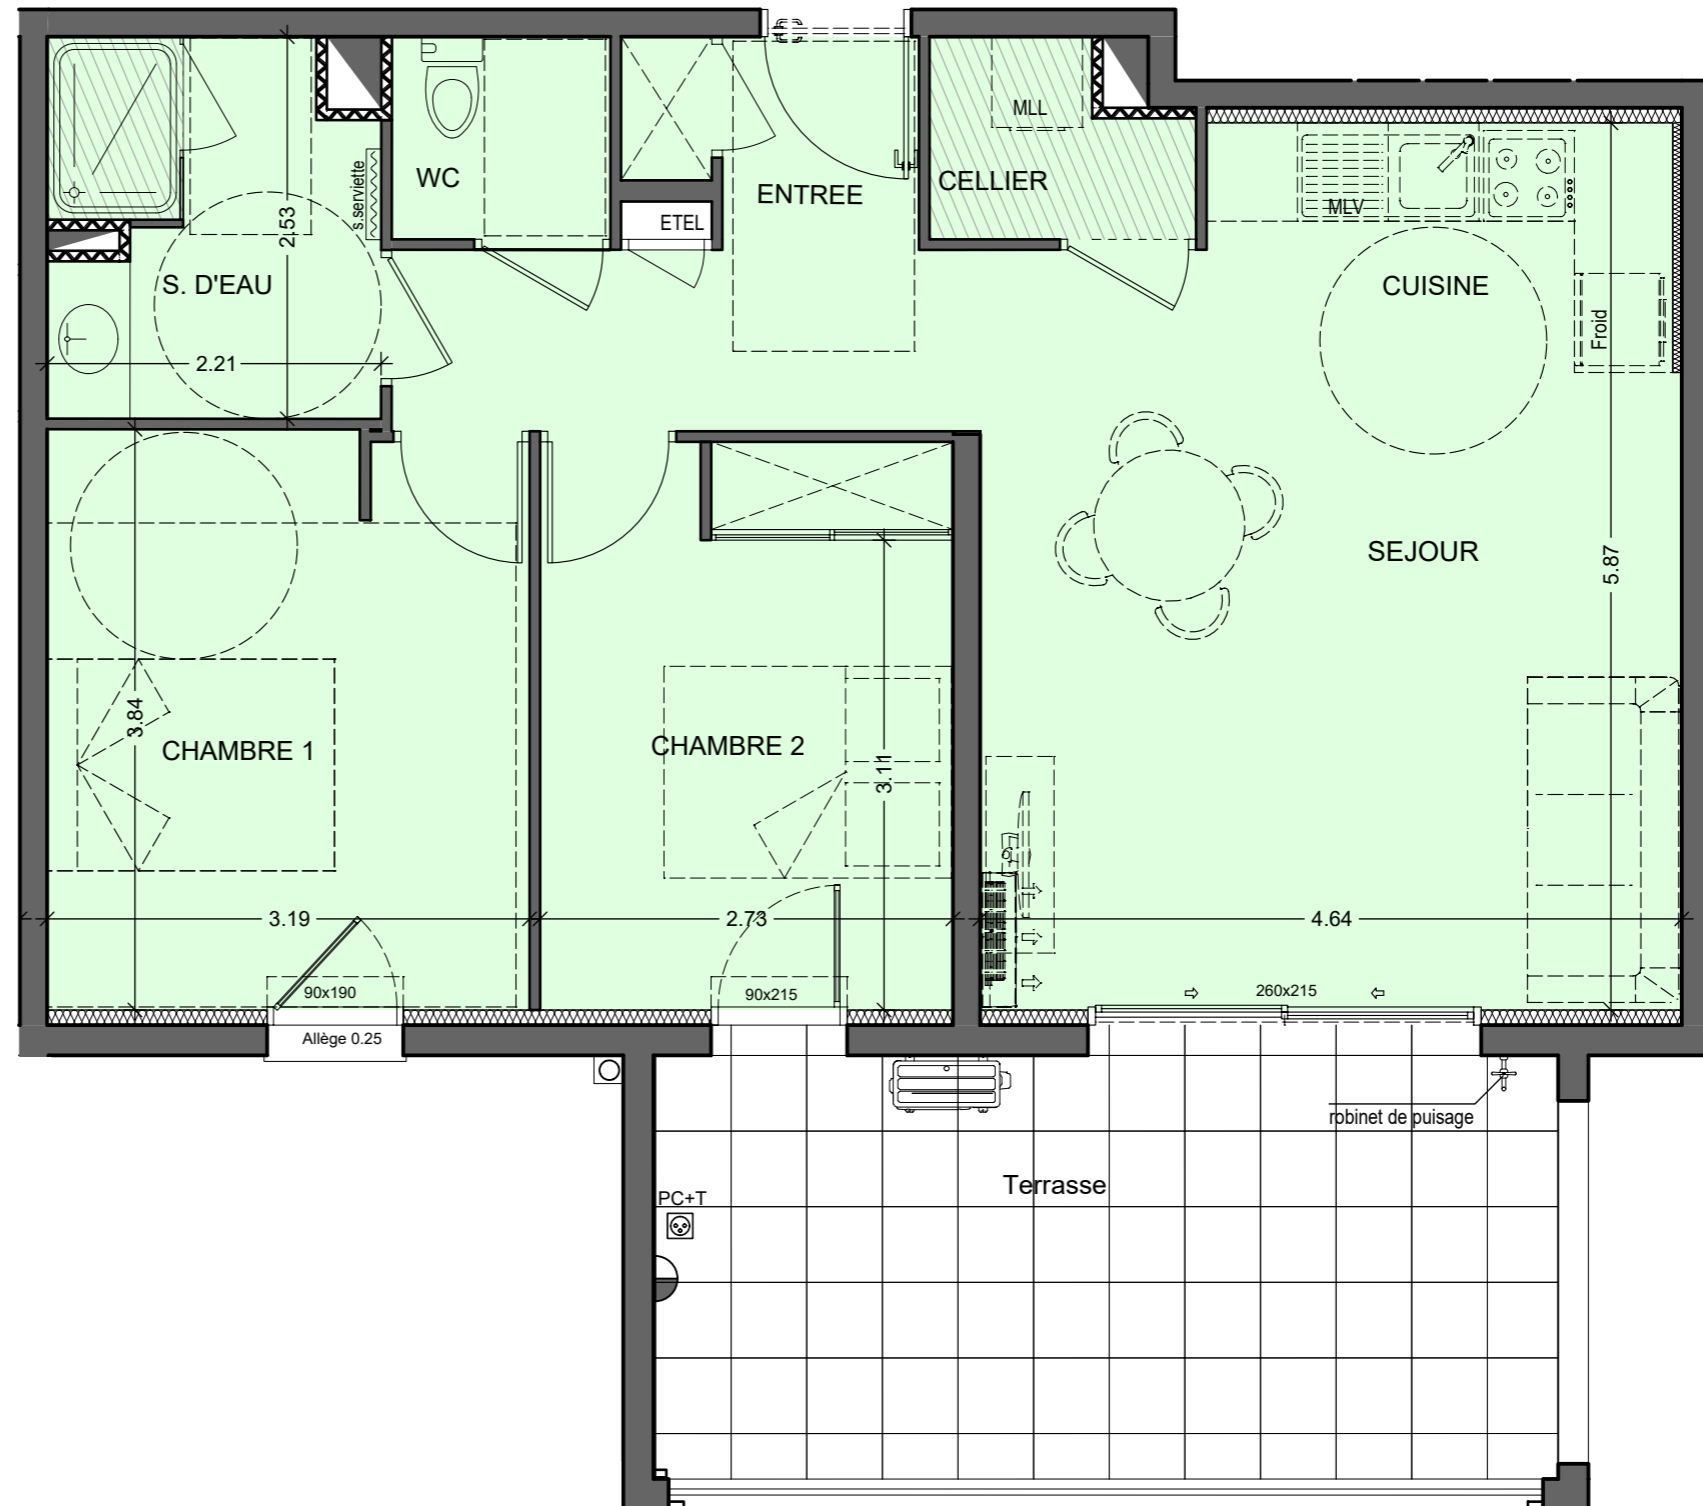 MLL
s.serviette
WC
ENTREE
CELLIER
MLV
ETEL
2.53
S. D'EAU
CUISINE
Froid
2.21
SEJOUR
5.87
3.84
CHAMBRE 1
CHAMBRE 2
3.11
3.19
2.73
4.64
90x190
90x215
260x215
Allège 0.25
robinet de puisage
Terrasse
PC+T